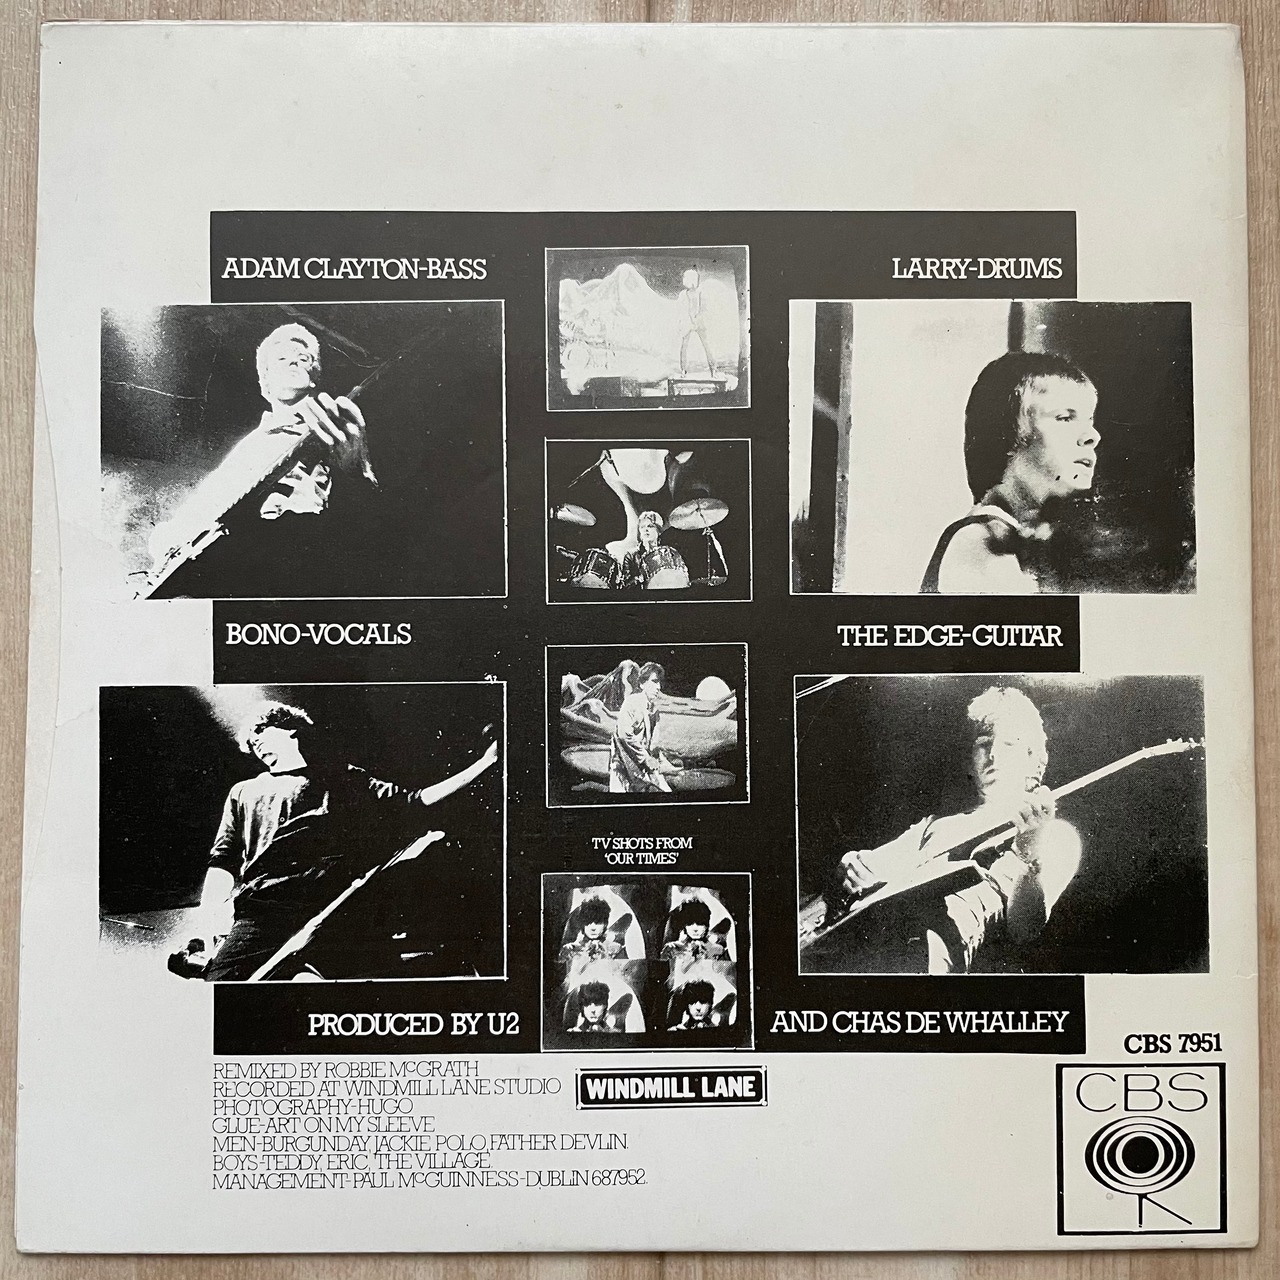 ADAM CLAYTON-BASS
LARRY-DRUMS
BONO-VOCALS
THE EDGE-GUITAR
TV SHOTS FROM
'OUR TIMES'
PRODUCED BY U2
AND CHAS DE WHALLEY
CBS 7951
REMIXED BY ROBBIE McGRATH
RECORDED AT WINDMILL LANE STUDIO
PHOTOGRAPHY-HUGO
GLUE-ART ON MY SLEEVE
MEN-BURGUNDAY, JACKIE POLO, FATHER DEVLIN.
BOYS-TEDDY, ERIC, THE VILLAGE.
MANAGEMENT-PAUL McGUINNESS-DUBLIN 687952.
WINDMILL LANE
CBS